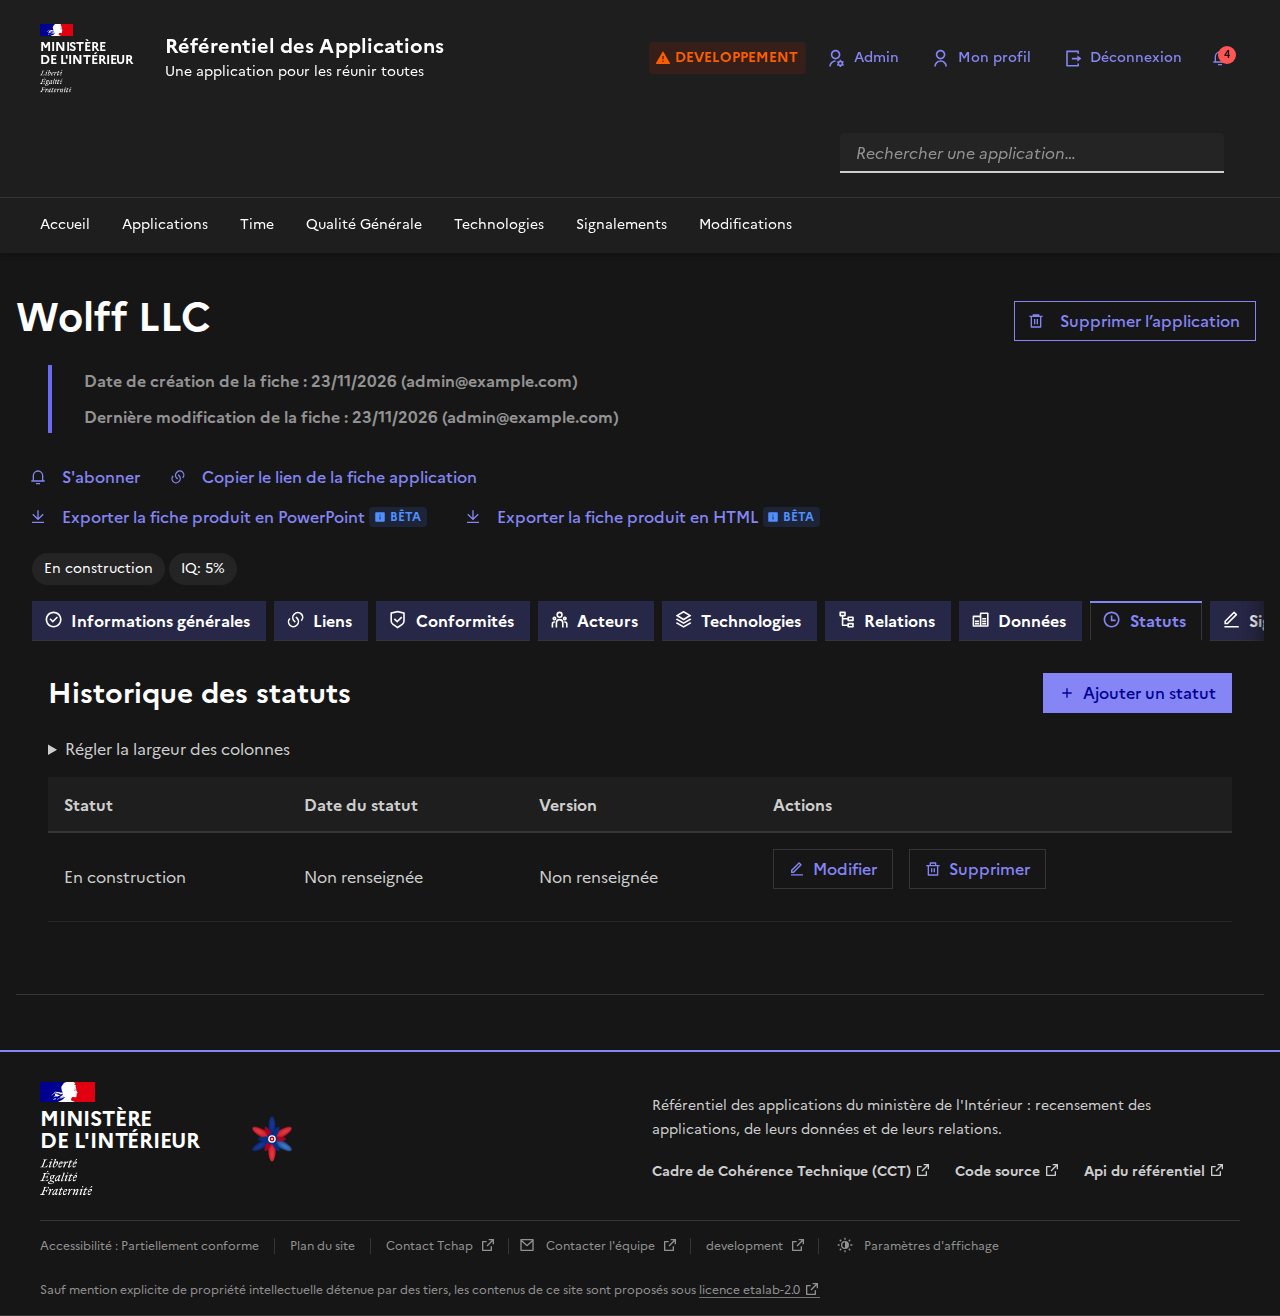 MINISTÈRE
DE L'INTÉRIEUR
Liberté
Égalité
Fraternité
Référentiel des Applications
Une application pour les réunir toutes
DEVELOPPEMENT
Admin
Mon profil
Déconnexion
4
Rechercher une application...
Accueil
Applications
Time
Qualité Générale
Technologies
Signalements
Modifications
Wolff LLC
Supprimer l’application
Date de création de la fiche : 23/11/2026 (admin@example.com)
Dernière modification de la fiche : 23/11/2026 (admin@example.com)
S'abonner
Copier le lien de la fiche application
Exporter la fiche produit en PowerPoint BÊTA
Exporter la fiche produit en HTML BÊTA
En construction
IQ: 5%
Informations générales
Liens
Conformités
Acteurs
Technologies
Relations
Données
Statuts
Historique des statuts
Ajouter un statut
Régler la largeur des colonnes
Statut
Date du statut
Version
Actions
En construction
Non renseignée
Non renseignée
Modifier
Supprimer
MINISTÈRE
DE L'INTÉRIEUR
Liberté
Égalité
Fraternité
Référentiel des applications du ministère de l'Intérieur : recensement des
applications, de leurs données et de leurs relations.
Cadre de Cohérence Technique (CCT)
Code source
Api du référentiel
Accessibilité : Partiellement conforme
Plan du site
Contact Tchap
Contacter l'équipe
development
Paramètres d'affichage
Sauf mention explicite de propriété intellectuelle détenue par des tiers, les contenus de ce site sont proposés sous licence etalab-2.0